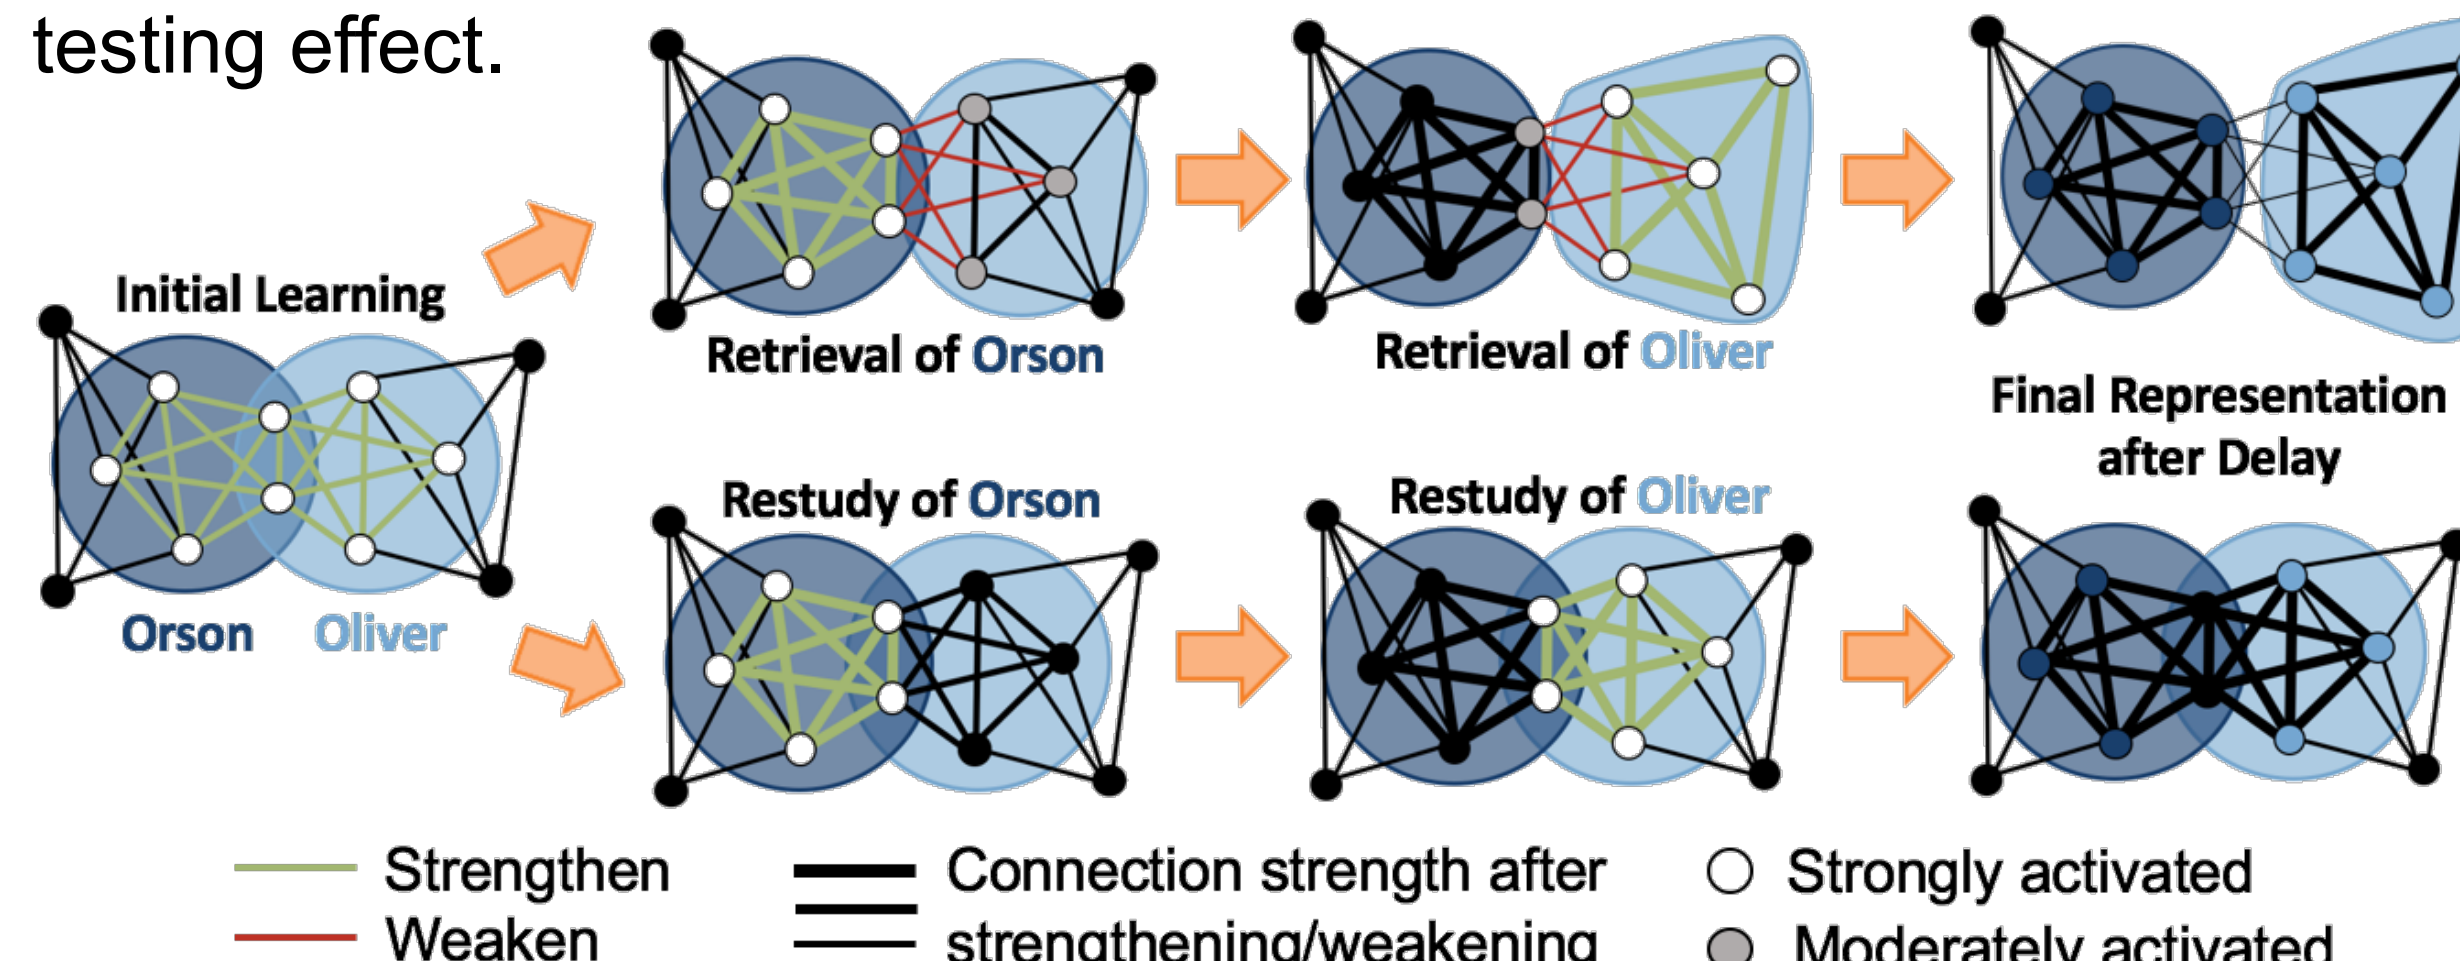 testing effect.
Initial Learning
Orson Oliver
Retrieval of Orson
Retrieval of Oliver
Restudy of Orson
Restudy of Oliver
Final Representation
after Delay
Strengthen
Weaken
Connection strength after
strengthening/weakening
Strongly activated
Moderately activated